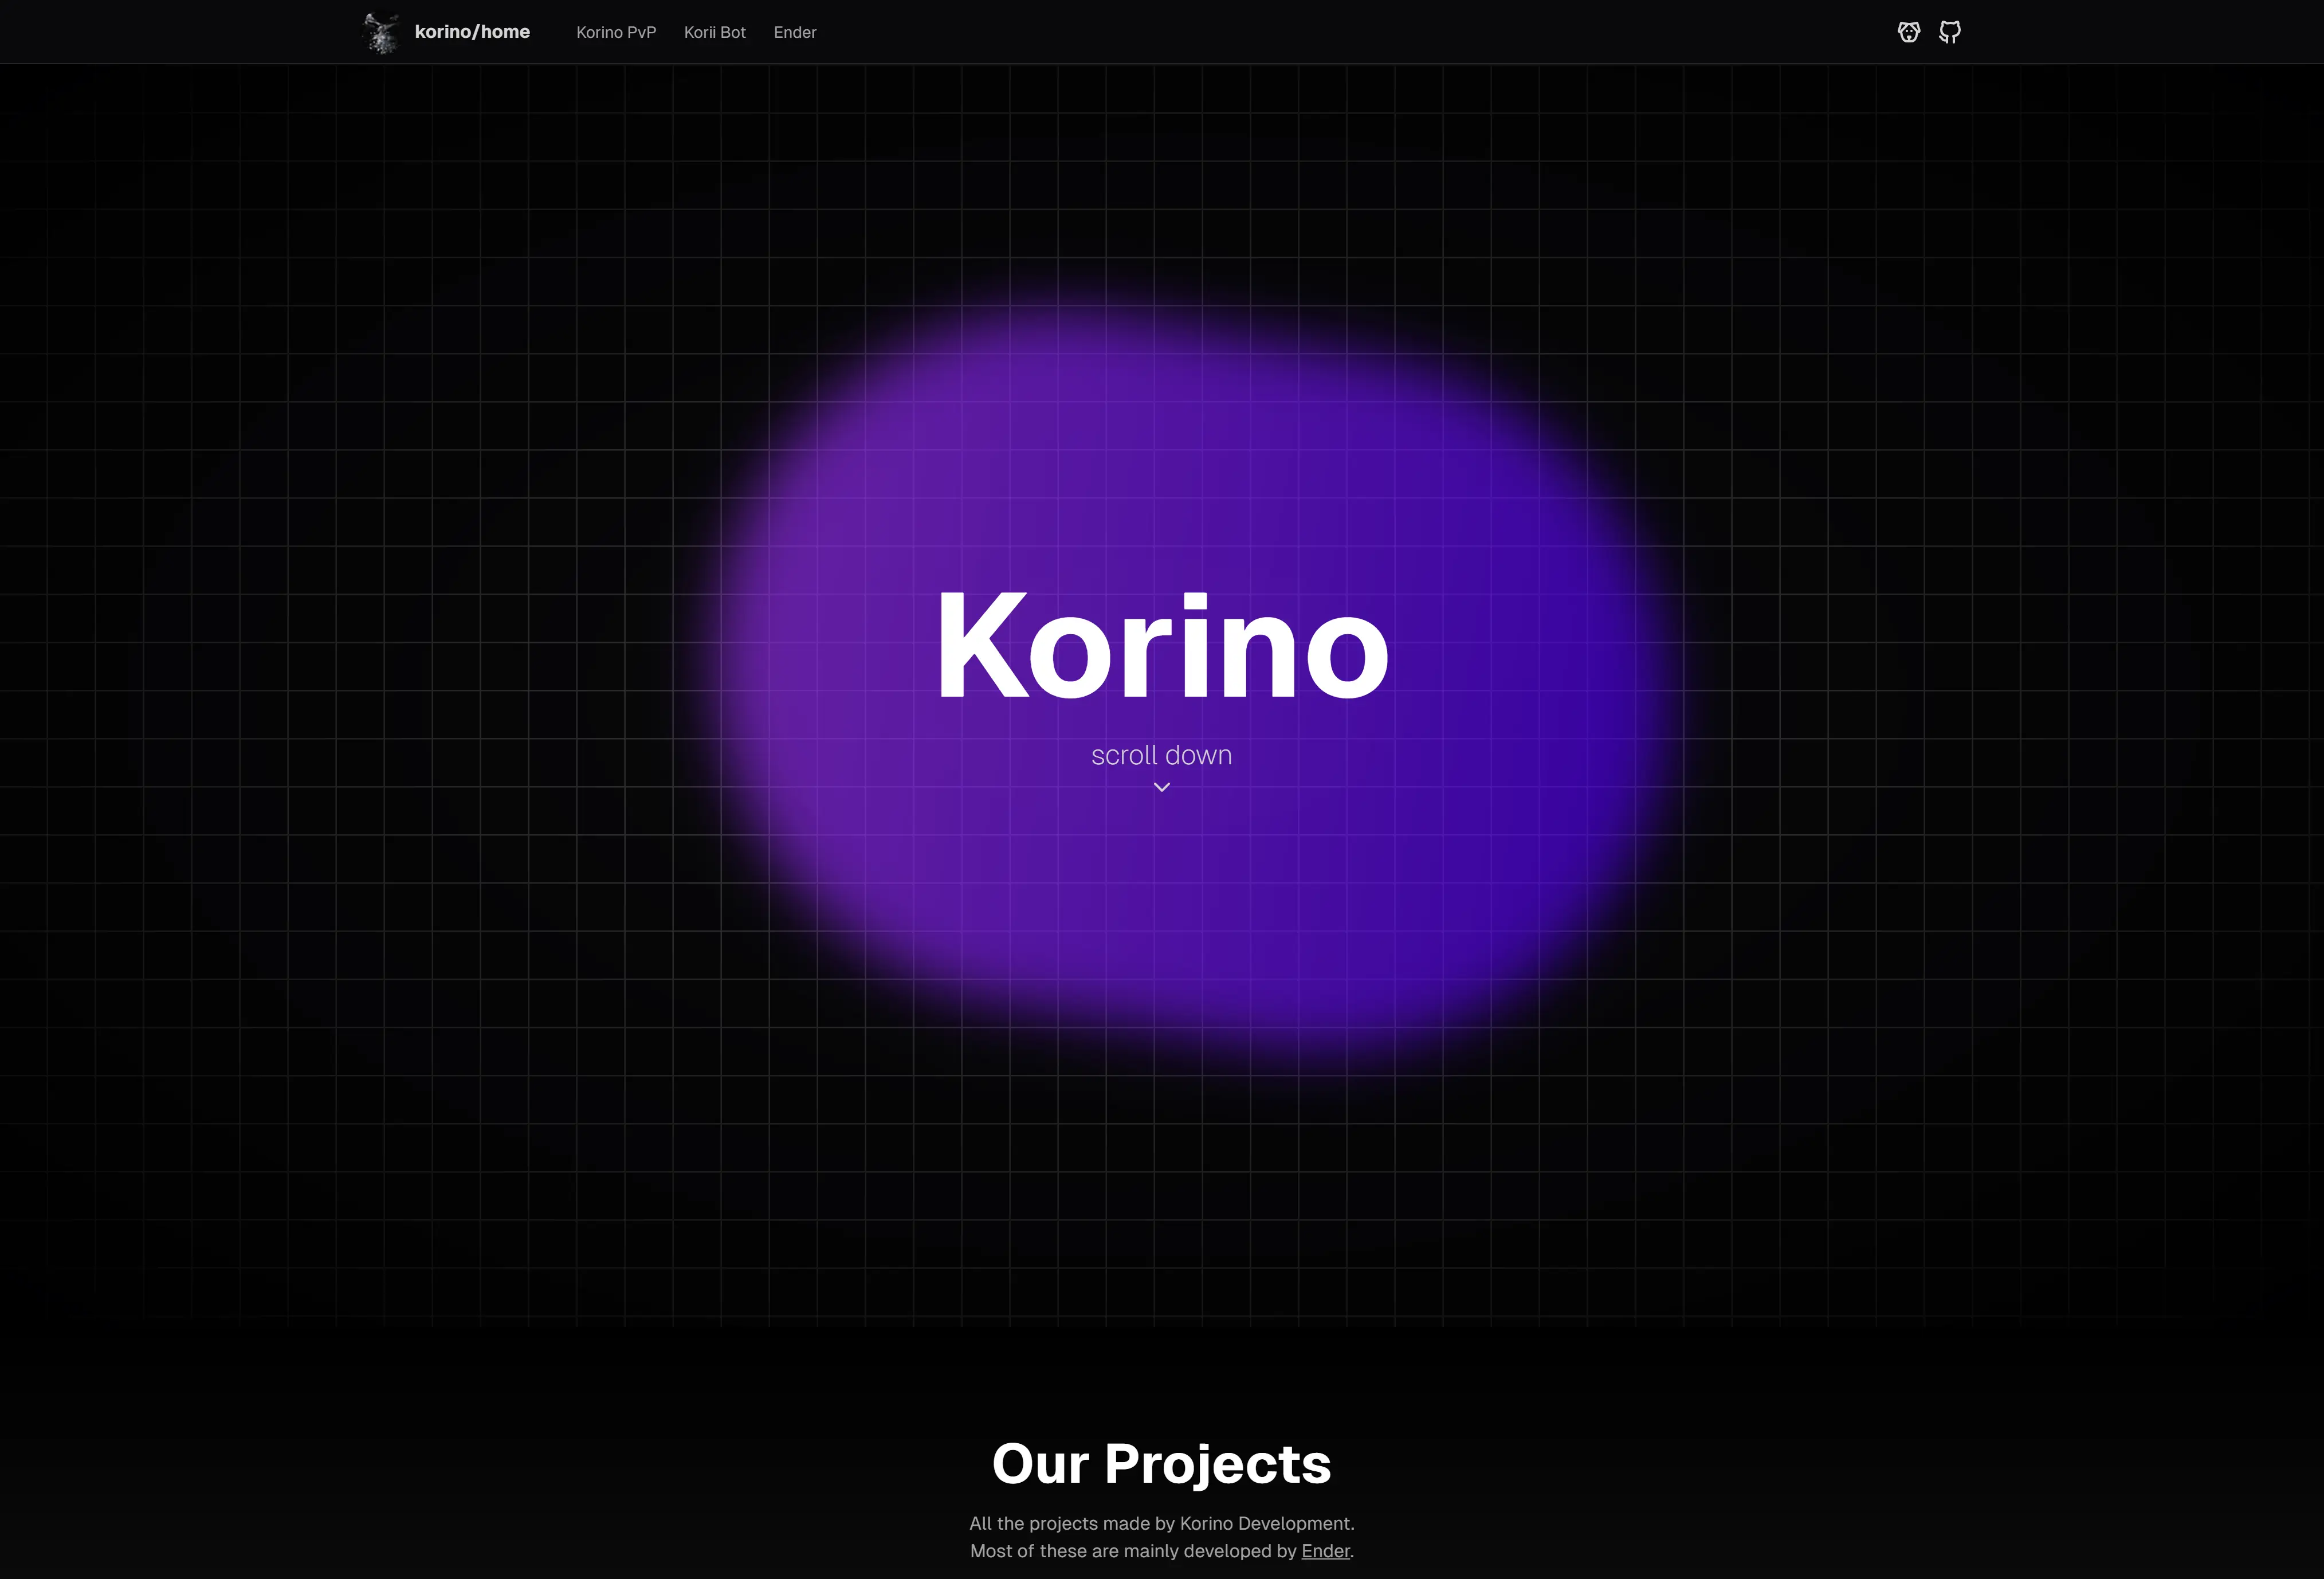 korino/home
Korino PvP
Korii Bot
Ender
Korino
scroll down
Our Projects
All the projects made by Korino Development.
Most of these are mainly developed by Ender.